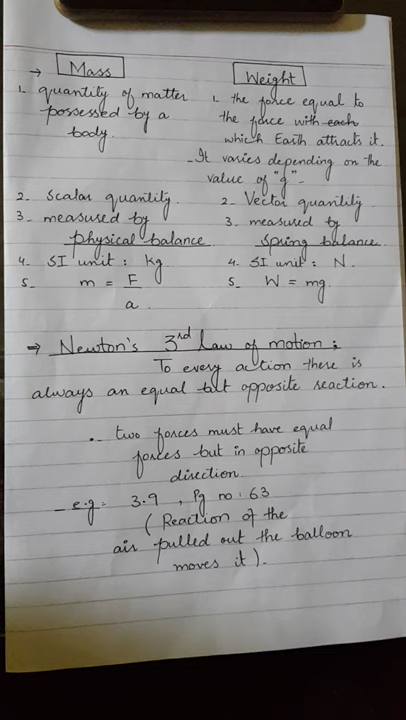 → Mass
Weight
1. quantity of matter
possessed by a
body.
1. the force equal to
the force with each
which Earth attracts it.
- It varies depending on the
value of "g" -
2. Scalar quantity.
2. Vector quantity.
3. measured by
physical balance
3. measured by
Spring balance.
4. SI unit : kg
4. SI unit : N.
5. m = F
a.
5. W = mg.
⇒ Newton's 3rd Law of motion :
To every action there is
always an equal but opposite reaction.
two forces must have equal
forces but in opposite
direction.
- e.g: 3.9 , Pg no : 63
( Reaction of the
air pulled out the balloon
moves it ).